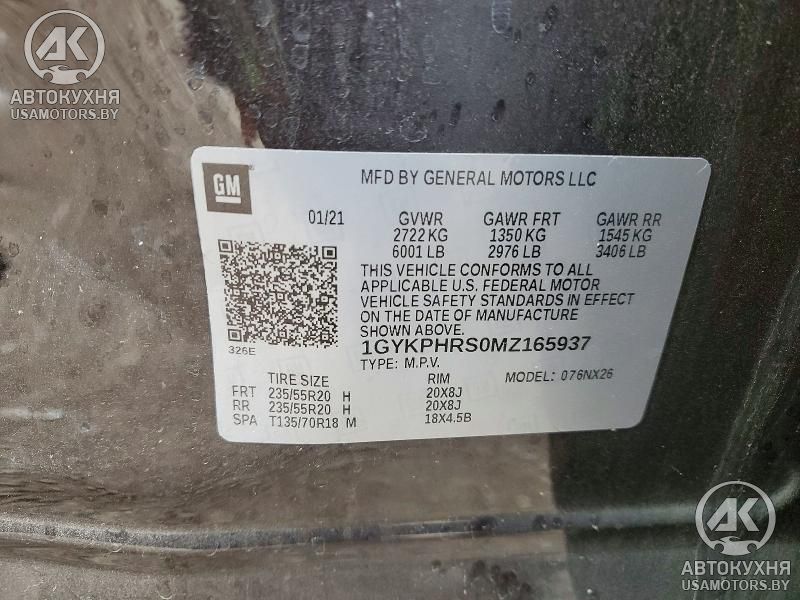 AK
АВТОКУХНЯ
USAMOTORS.BY
GM
MFD BY GENERAL MOTORS LLC
01/21 GVWR GAWR FRT GAWR RR
2722 KG 1350 KG 1545 KG
6001 LB 2976 LB 3406 LB
THIS VEHICLE CONFORMS TO ALL
APPLICABLE U.S. FEDERAL MOTOR
VEHICLE SAFETY STANDARDS IN EFFECT
ON THE DATE OF MANUFACTURE
SHOWN ABOVE.
326E
1GYKPHRS0MZ165937
TYPE: M.P.V. MODEL: 076NX26
TIRE SIZE RIM
FRT 235/55R20 H 20X8J
RR 235/55R20 H 20X8J
SPA T135/70R18 M 18X4.5B
AK
АВТОКУХНЯ
USAMOTORS.BY